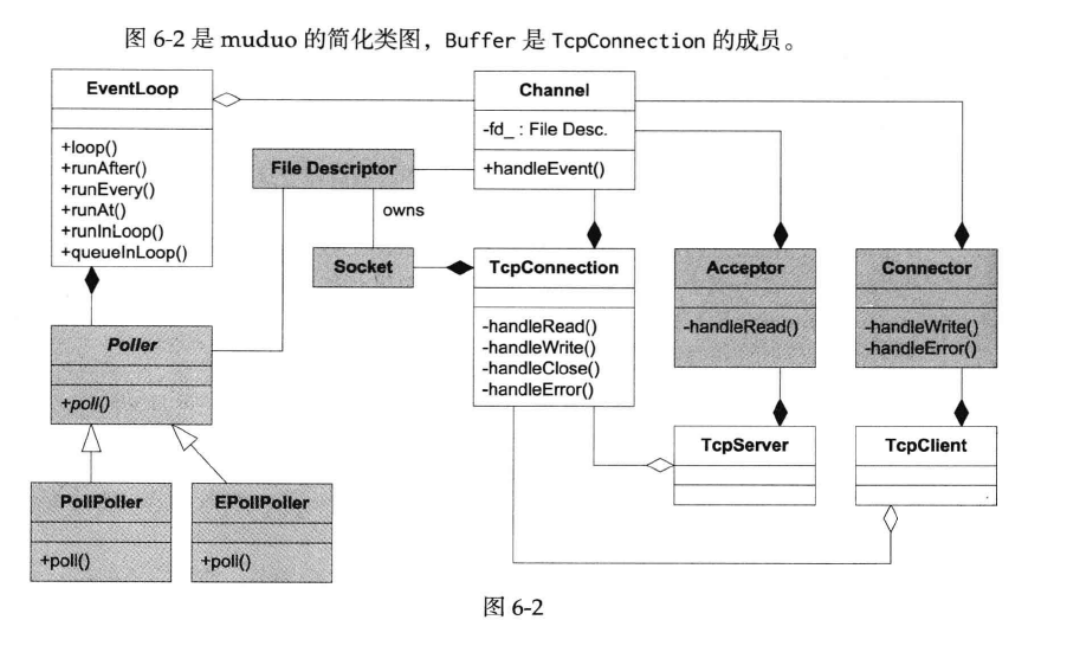 图 6-2 是 muduo 的简化类图，Buffer 是 TcpConnection 的成员。
EventLoop
+loop()
+runAfter()
+runEvery()
+runAt()
+runInLoop()
+queueInLoop()
Channel
-fd_ : File Desc.
+handleEvent()
File Descriptor
owns
Socket
TcpConnection
-handleRead()
-handleWrite()
-handleClose()
-handleError()
Acceptor
-handleRead()
Connector
-handleWrite()
-handleError()
Poller
+poll()
TcpServer
TcpClient
PollPoller
+poll()
EPollPoller
+poll()
图 6-2